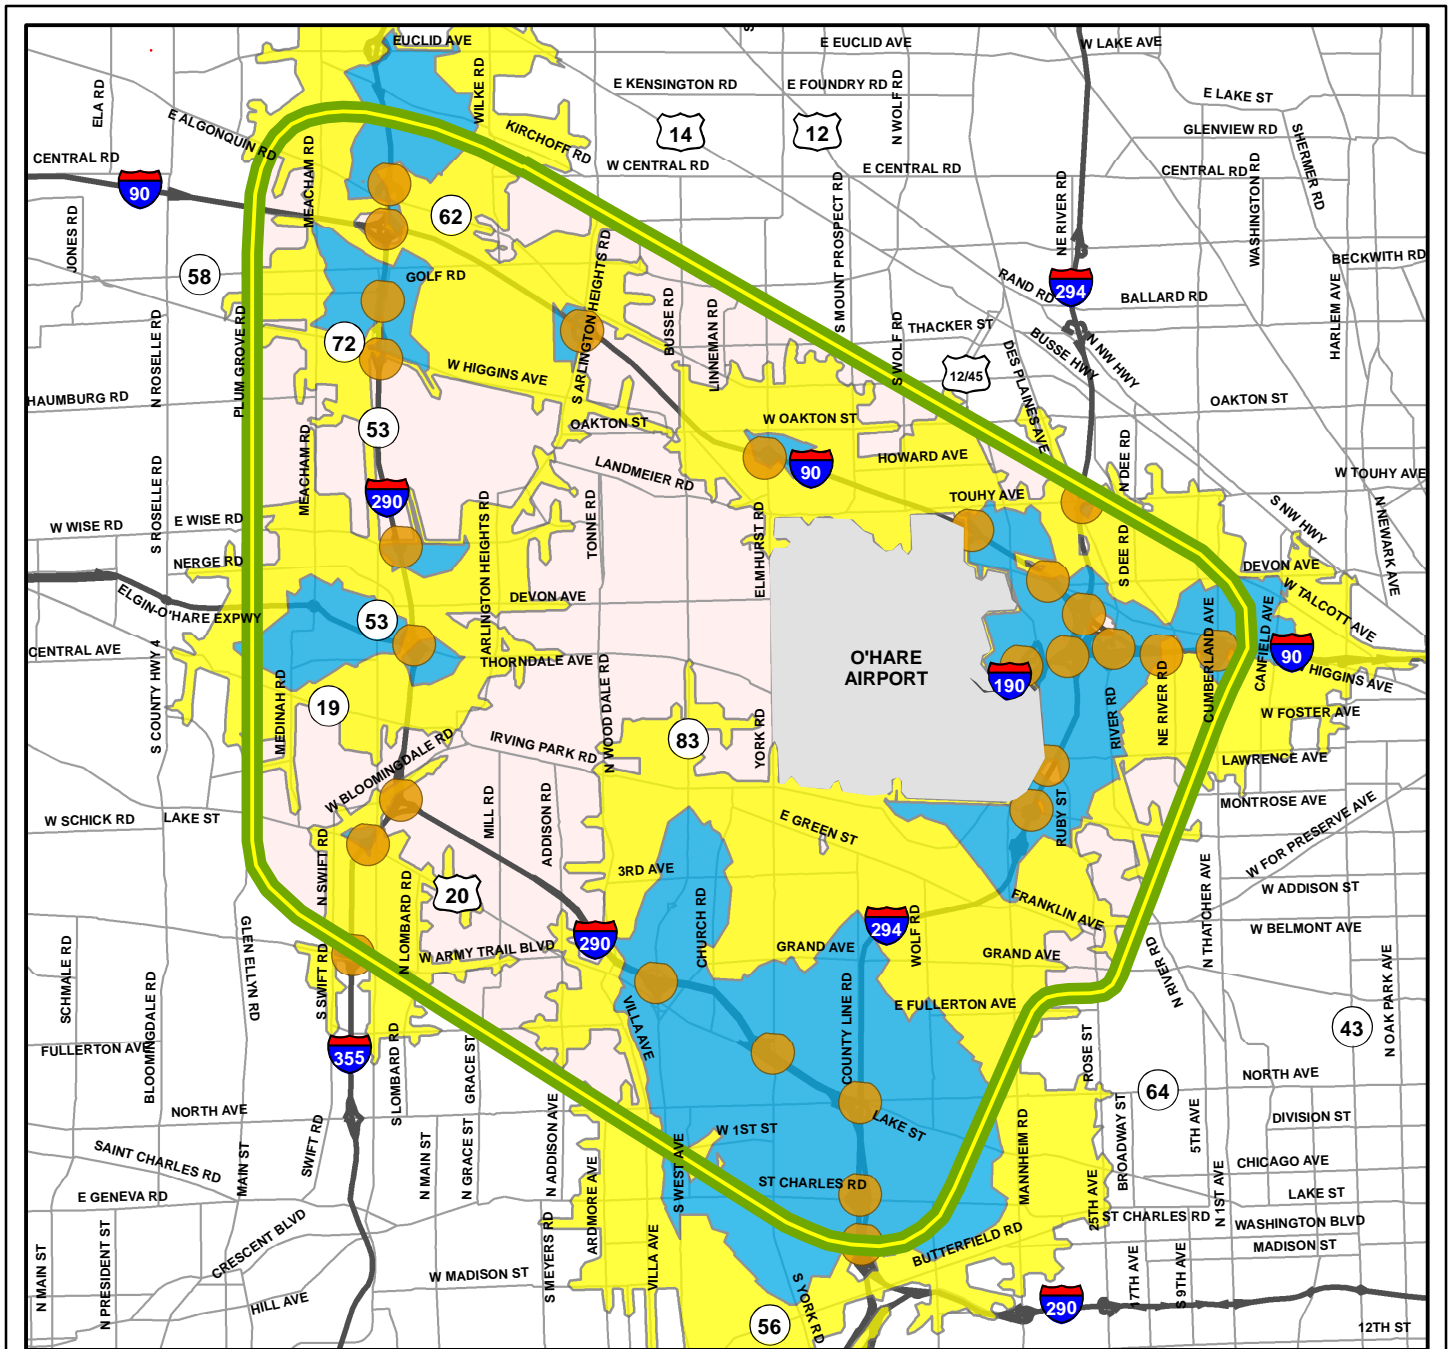 EUCLID AVE
E EUCLID AVE
W LAKE AVE
ELA RD
WILKE RD
E KENSINGTON RD
E FOUNDRY RD
N WOLF RD
E LAKE ST
E ALGONQUIN RD
KIRCHOFF RD
14
12
GLENVIEW RD
SHERMER RD
CENTRAL RD
MEACHAM RD
W CENTRAL RD
E CENTRAL RD
CENTRAL RD
WASHINGTON RD
90
62
S MOUNT PROSPECT RD
NE RIVER RD
JONES RD
58
GOLF RD
S ARLINGTON HEIGHTS RD
RAND RD
294
BALLARD RD
BECKWITH RD
HARLEM AVE
N ROSELLE RD
PLUM GROVE RD
72
BUSSE RD
LINNEMAN RD
THACKER ST
BUSSE HWY
N NW HWY
S WOLF RD
12/45
DES PLAINES AVE
W HIGGINS AVE
HAUMBURG RD
53
OAKTON ST
W OAKTON ST
OAKTON ST
MEACHAM RD
LANDMEIER RD
90
HOWARD AVE
N DEE RD
W TOUHY AVE
S ROSELLE RD
290
TOUHY AVE
S NW HWY
N NEWARK AVE
W WISE RD
E WISE RD
ARLINGTON HEIGHTS RD
TONNE RD
ELMHURST RD
S DEE RD
NERGE RD
DEVON AVE
ELGIN-O'HARE EXPWY
53
DEVON AVE
W TALCOTT AVE
CENTRAL AVE
S COUNTY HWY 4
THORNDALE AVE
O'HARE
AIRPORT
190
CUMBERLAND AVE
CANFIELD AVE
90
HIGGINS AVE
MEDINAH RD
19
N WOOD DALE RD
83
YORK RD
RIVER RD
NE RIVER RD
W FOSTER AVE
IRVING PARK RD
W BLOOMINGDALE RD
LAWRENCE AVE
W SCHICK RD
LAKE ST
MILL RD
ADDISON RD
E GREEN ST
RUBY ST
MONTROSE AVE
W FOR PRESERVE AVE
N SWIFT RD
N LOMBARD RD
20
3RD AVE
CHURCH RD
FRANKLIN AVE
N THATCHER AVE
W ADDISON ST
GLEN ELLYN RD
W ARMY TRAIL BLVD
290
GRAND AVE
294
WOLF RD
GRAND AVE
W BELMONT AVE
SCHMALE RD
BLOOMINGDALE RD
S SWIFT RD
VILLA AVE
COUNTY LINE RD
E FULLERTON AVE
N RIVER RD
N OAK PARK AVE
43
FULLERTON AVE
355
S LOMBARD RD
GRACE ST
ROSE ST
64
NORTH AVE
NORTH AVE
SWIFT RD
N ADDISON AVE
W 1ST ST
LAKE ST
MANNHEIM RD
BROADWAY ST
5TH AVE
DIVISION ST
SAINT CHARLES RD
MAIN ST
N MAIN ST
N GRACE ST
ARDMORE AVE
S WEST AVE
ST CHARLES RD
25TH AVE
N 1ST AVE
CHICAGO AVE
E GENEVA RD
LAKE ST
N MAIN ST
N PRESIDENT ST
CRESCENT BLVD
S MEYERS RD
VILLA AVE
BUTTERFIELD RD
ST CHARLES RD
WASHINGTON BLVD
MADISON ST
W MADISON ST
HILL AVE
S YORK RD
56
290
17TH AVE
S 9TH AVE
12TH ST